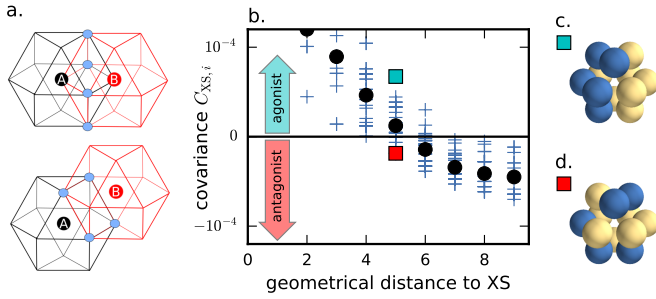 a.
A
B
A
B
b.
covariance C_XS,i
10⁻⁴
0
−10⁻⁴
agonist
antagonist
0 2 4 6 8
geometrical distance to XS
c.
d.